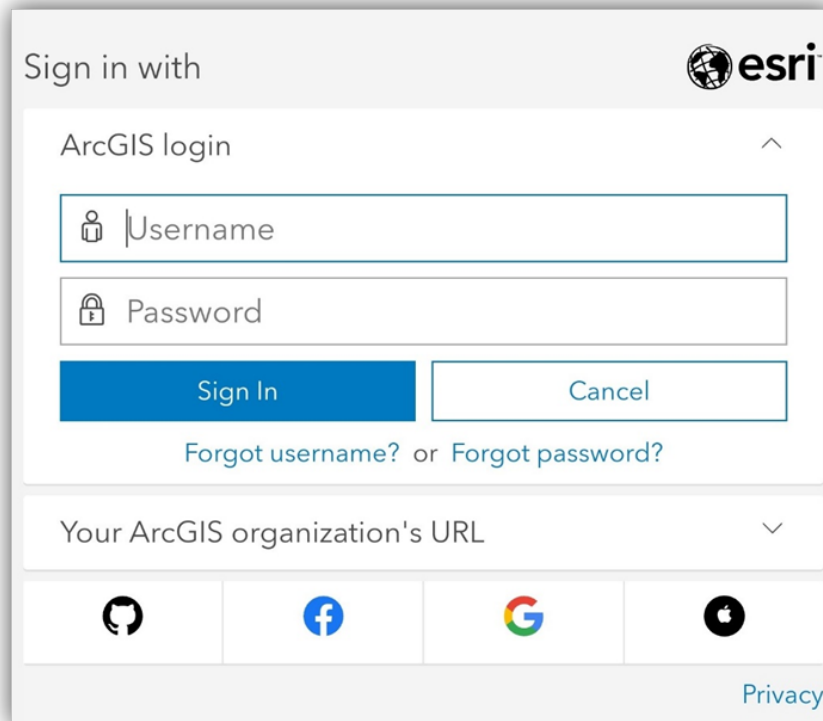 Sign in with
esri
ArcGIS login
Username
Password
Sign In
Cancel
Forgot username? or Forgot password?
Your ArcGIS organization's URL
Privacy